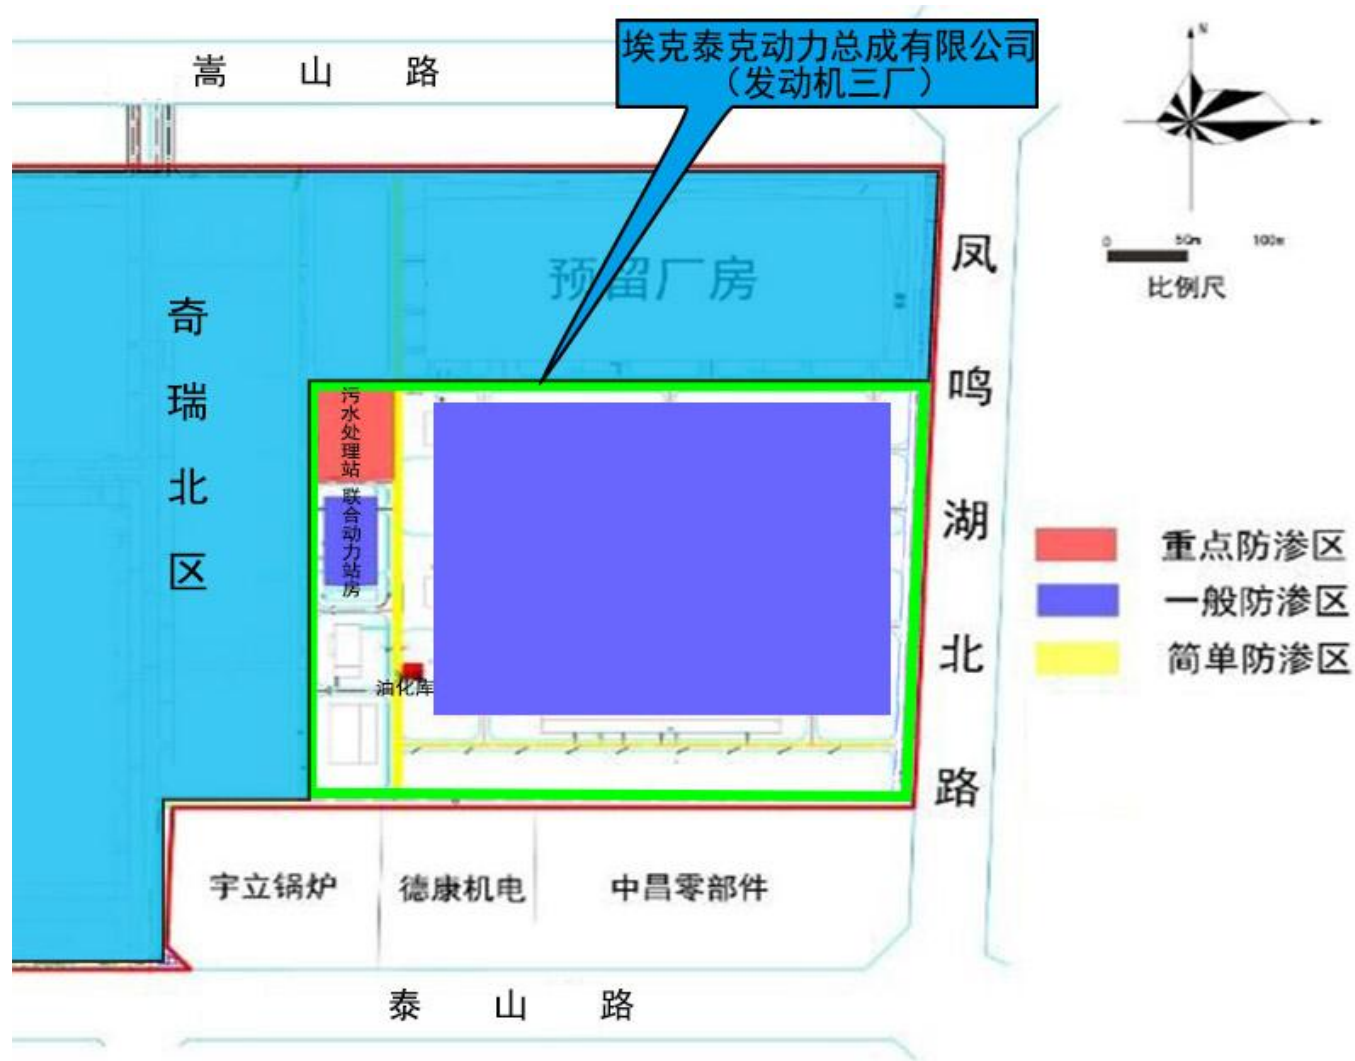 嵩山路
埃克泰克动力总成有限公司
（发动机三厂）
N
0 50m 100m
比例尺
预留厂房
奇瑞北区
凤鸣湖北路
污水处理站
联合动力站房
油化库
重点防渗区
一般防渗区
简单防渗区
宇立锅炉
德康机电
中昌零部件
泰山路